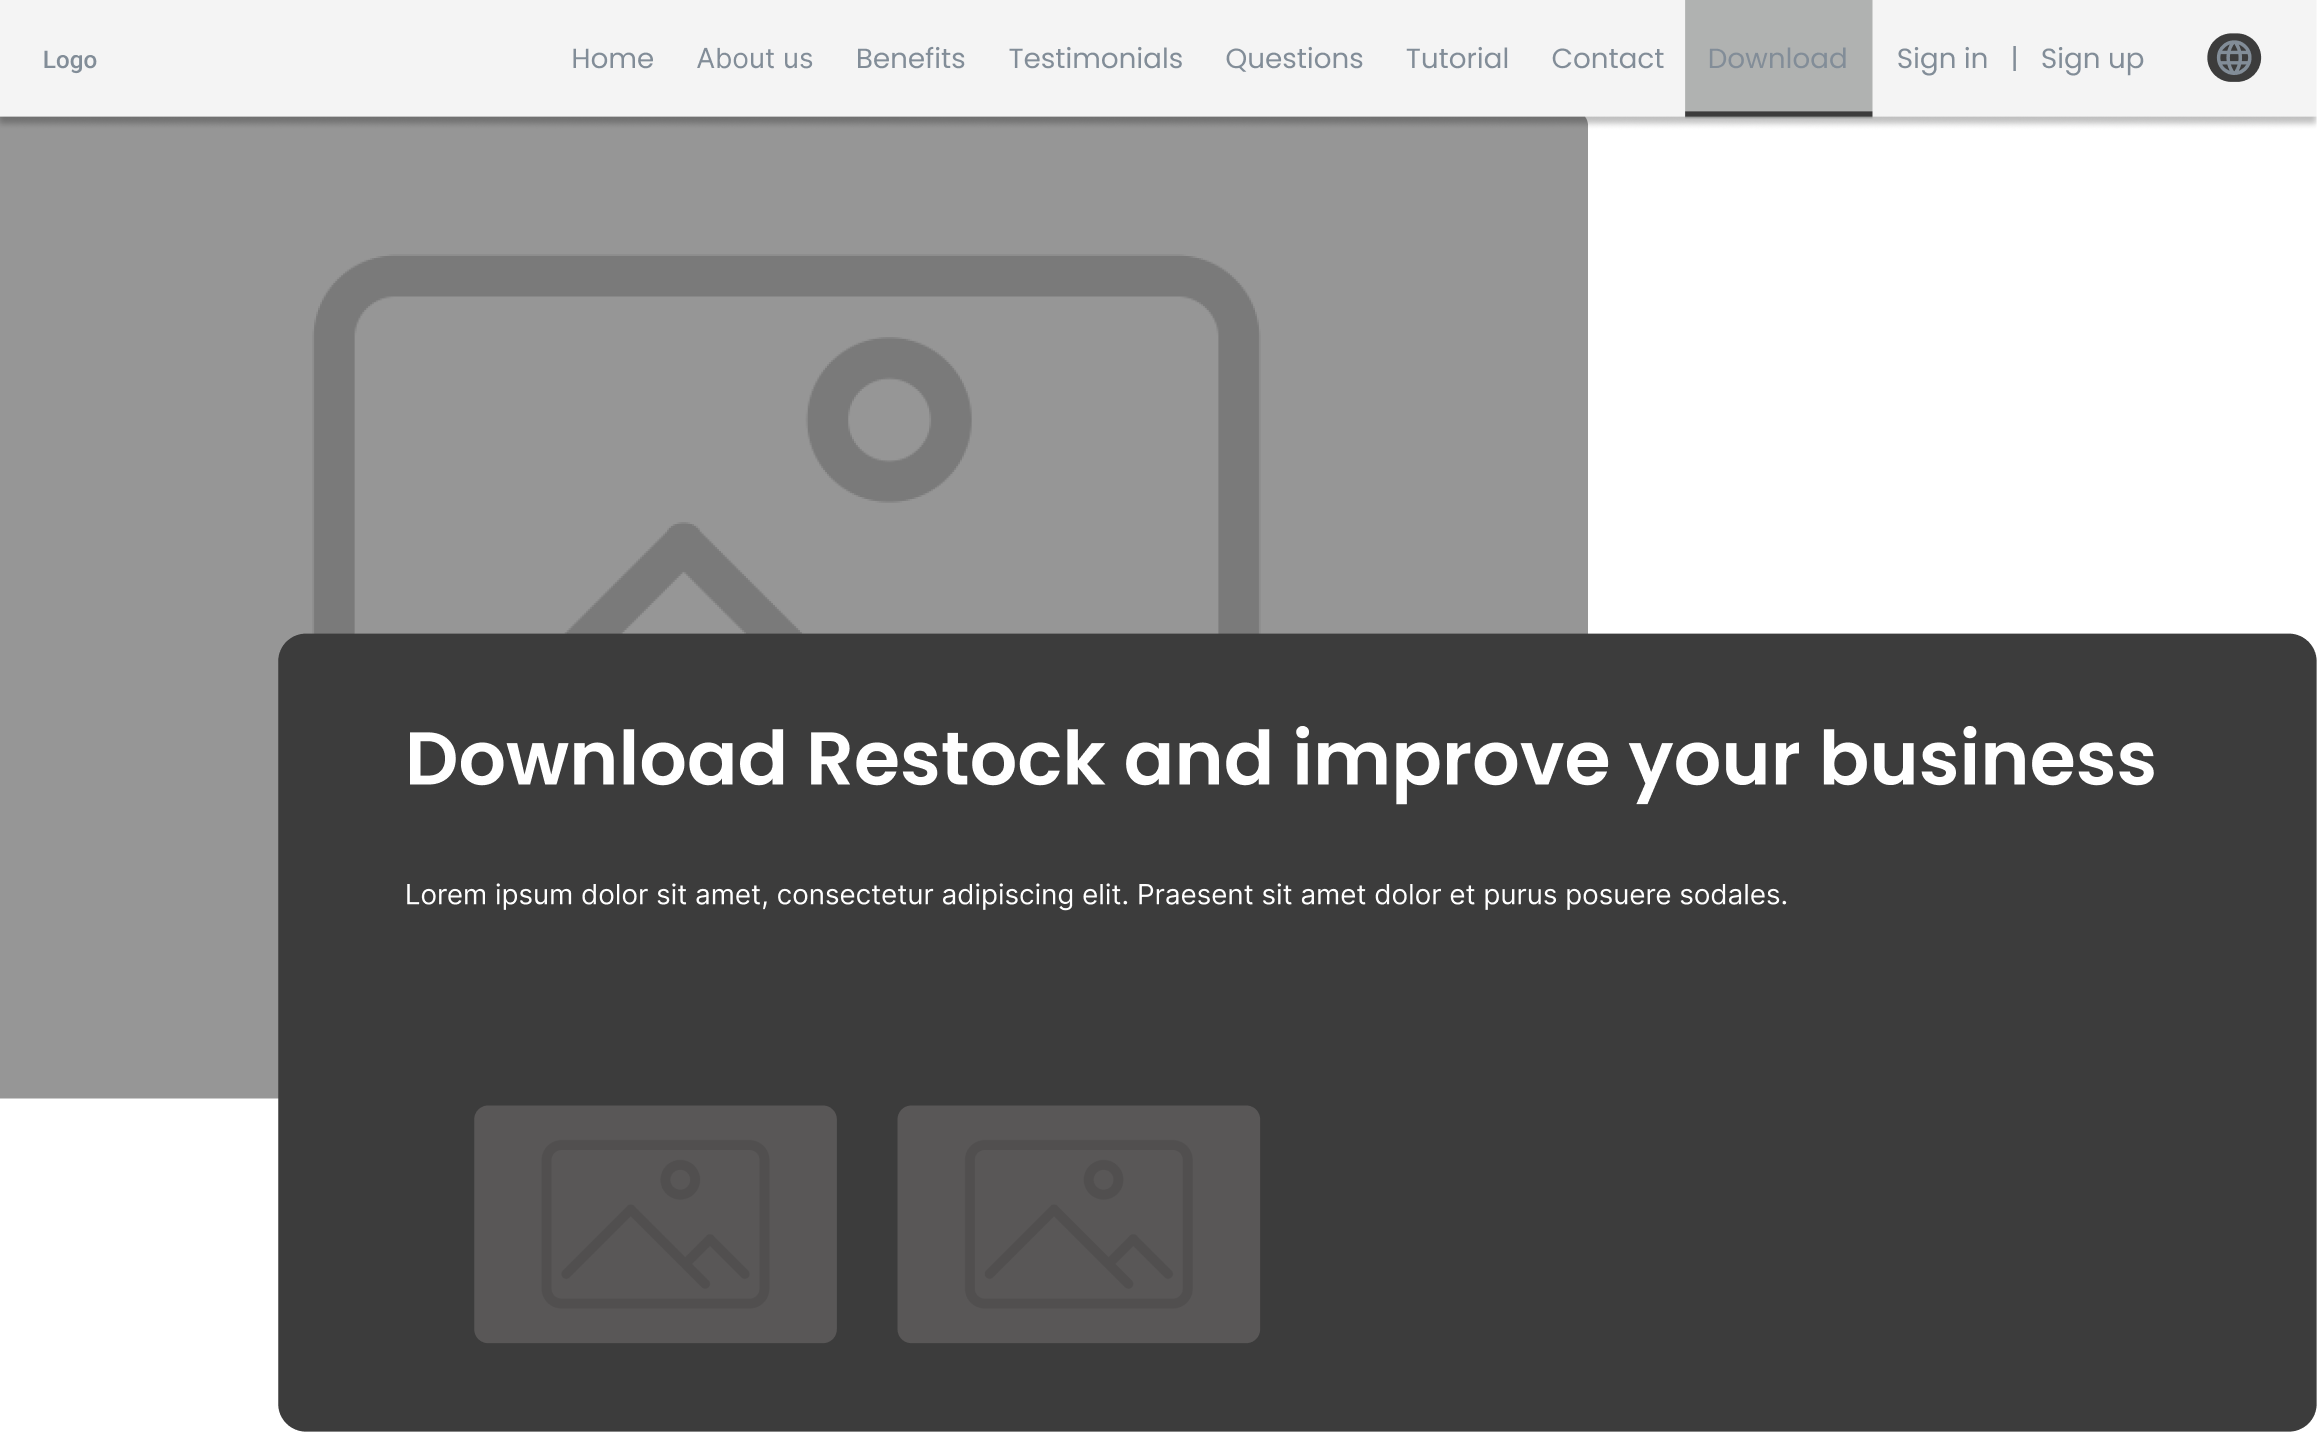 Logo
Home About us Benefits Testimonials Questions Tutorial Contact Download Sign in | Sign up
Download Restock and improve your business
Lorem ipsum dolor sit amet, consectetur adipiscing elit. Praesent sit amet dolor et purus posuere sodales.